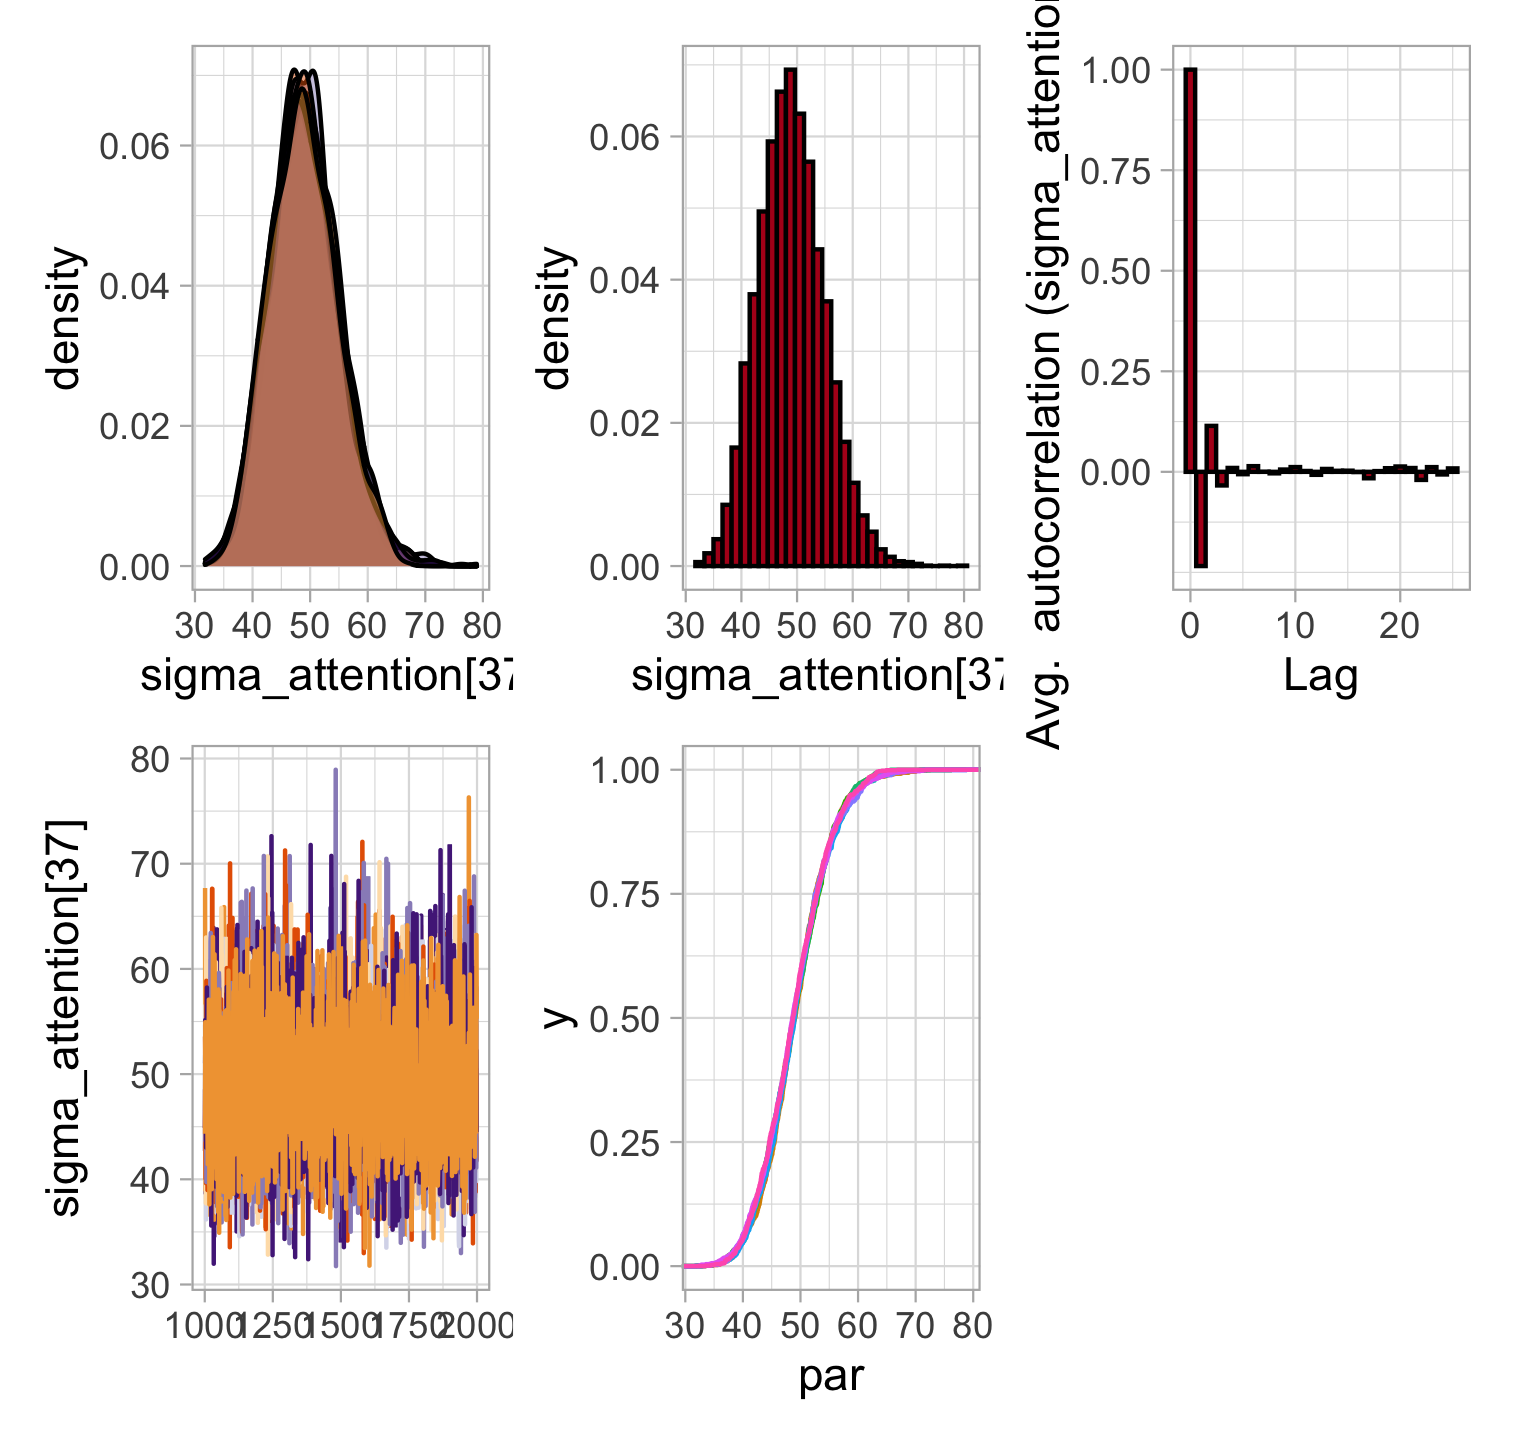 density
0.06
0.04
0.02
0.00
30 40 50 60 70 80
sigma_attention[37
density
0.06
0.04
0.02
0.00
30 40 50 60 70 80
sigma_attention[37
Avg. autocorrelation (sigma_attention
1.00
0.75
0.50
0.25
0.00
0 10 20
Lag
sigma_attention[37]
80
70
60
50
40
30
1000 1250 1500 1750 2000
y
1.00
0.75
0.50
0.25
0.00
30 40 50 60 70 80
par